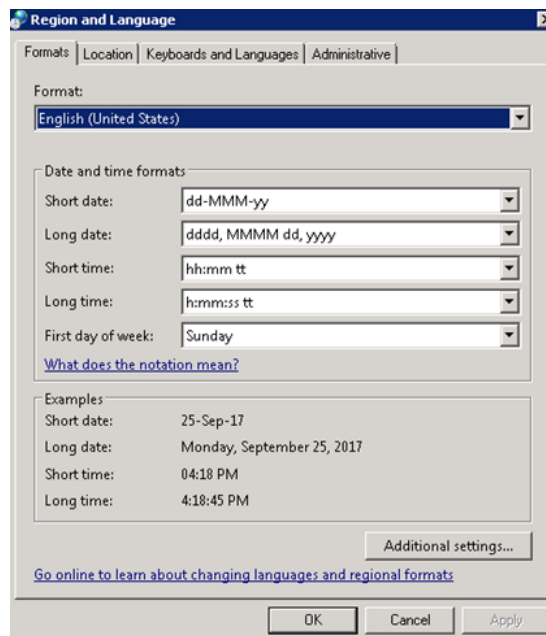 Region and Language
Formats Location Keyboards and Languages Administrative
Format:
English (United States)
Date and time formats
Short date: dd-MMM-yy
Long date: dddd, MMMM dd, yyyy
Short time: hh:mm tt
Long time: h:mm:ss tt
First day of week: Sunday
What does the notation mean?
Examples
Short date: 25-Sep-17
Long date: Monday, September 25, 2017
Short time: 04:18 PM
Long time: 4:18:45 PM
Additional settings...
Go online to learn about changing languages and regional formats
OK Cancel Apply